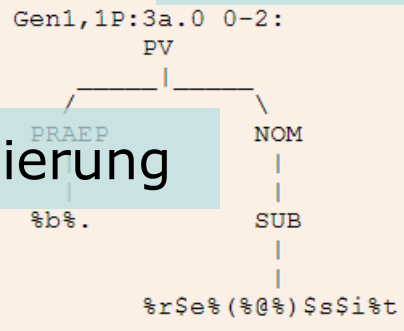 Gen1,1P:3a.0 0-2:
PV
PRAEP NOM
ierung
%b%. SUB
%r$e%(%@%)$s$i%t